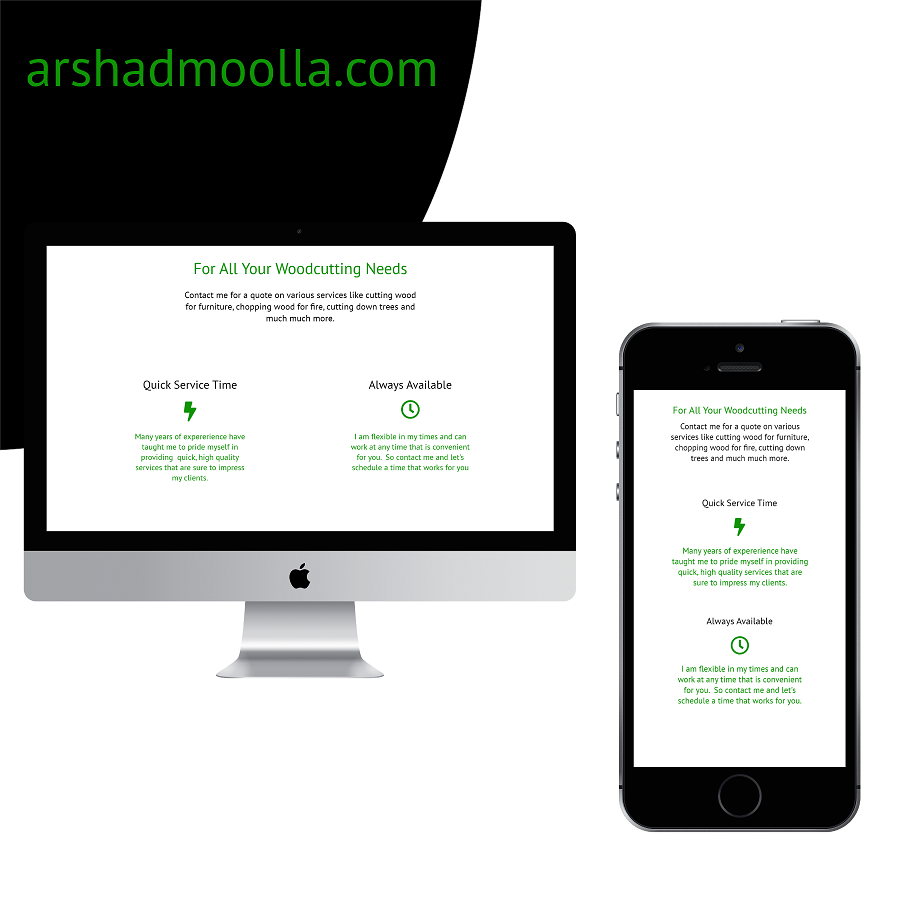 arshadmoolla.com
For All Your Woodcutting Needs
Contact me for a quote on various services like cutting wood
for furniture, chopping wood for fire, cutting down trees and
much much more.
Quick Service Time
Many years of expererience have
taught me to pride myself in
providing quick, high quality
services that are sure to impress
my clients.
Always Available
I am flexible in my times and can
work at any time that is convenient
for you. So contact me and let's
schedule a time that works for you
For All Your Woodcutting Needs
Contact me for a quote on various
services like cutting wood for furniture,
chopping wood for fire, cutting down
trees and much much more.
Quick Service Time
Many years of expererience have
taught me to pride myself in providing
quick, high quality services that are
sure to impress my clients.
Always Available
I am flexible in my times and can
work at any time that is convenient
for you. So contact me and let's
schedule a time that works for you.